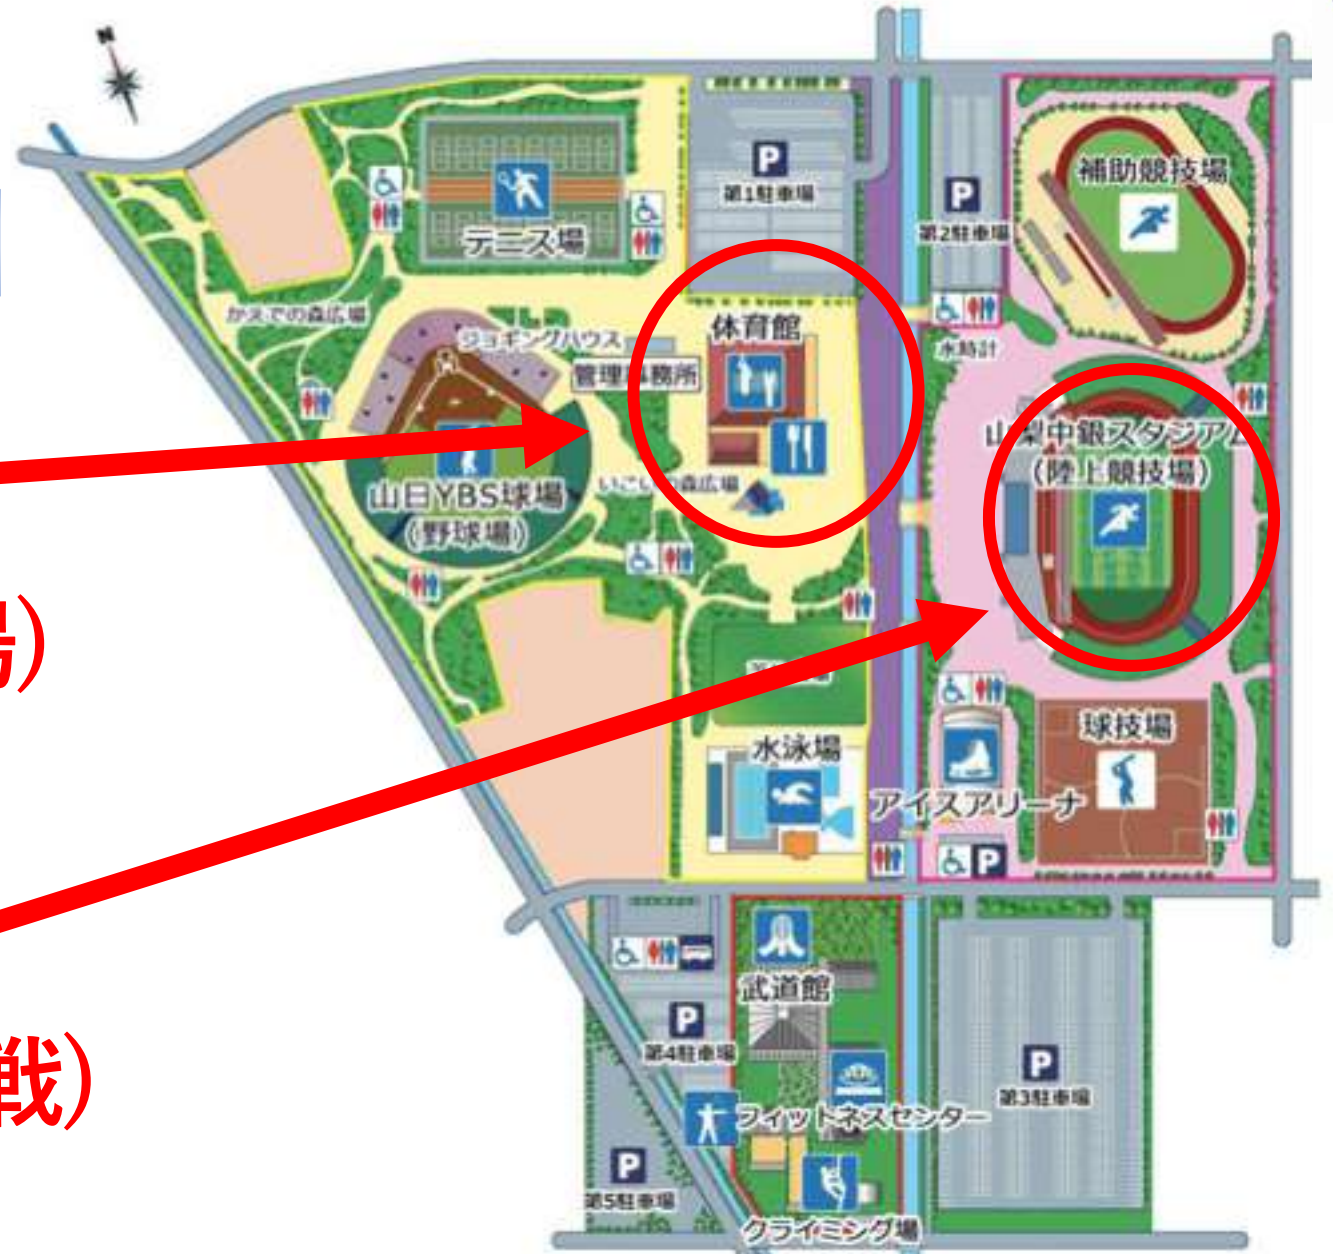 N
補助競技場
P
第1駐車場
P
第2駐車場
テニス場
かえでの森広場
ジョギングハウス
体育館
水時計
管理事務所
山梨中銀スタジアム
(陸上競技場)
山日YBS球場
(野球場)
いこいの森広場
場)
球技場
水泳場
アイスアリーナ
P
武道館
戦)
P
第4駐車場
P
第3駐車場
フィットネスセンター
P
第5駐車場
クライミング場